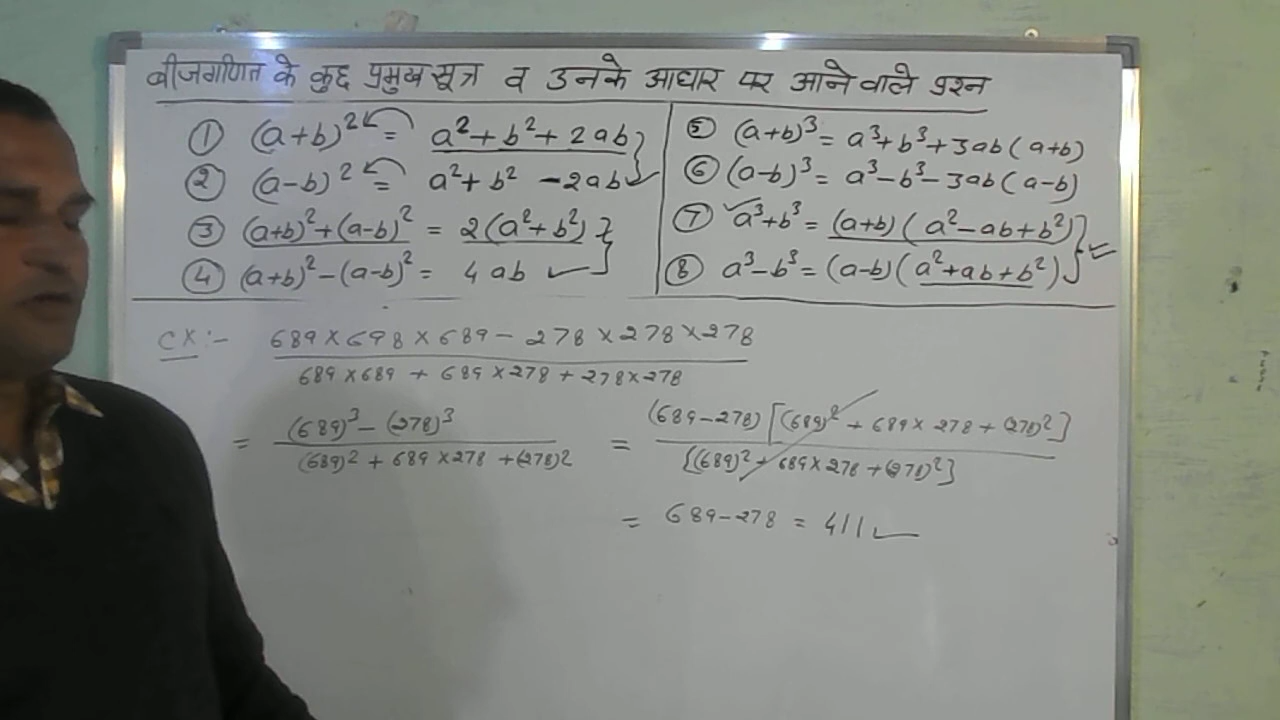 बीजगणित के कुछ प्रमुख सूत्र व उनके आधार पर आने वाले प्रश्न
① (a+b)² = a²+b²+2ab
② (a-b)² = a²+b² -2ab
③ (a+b)²+(a-b)² = 2(a²+b²)
④ (a+b)²-(a-b)² = 4ab
⑤ (a+b)³ = a³+b³+3ab(a+b)
⑥ (a-b)³ = a³-b³-3ab(a-b)
⑦ a³+b³ = (a+b)(a²-ab+b²)
⑧ a³-b³ = (a-b)(a²+ab+b²)
ex:- 689×698×689-278×278×278
689×689 + 689×278 + 278×278
= (689)³-(278)³
(689)² + 689×278 +(278)²
= (689-278) [(689)² + 689×278 + (278)²]
{(689)² + 689×278 +(278)²}
= 689-278 = 411